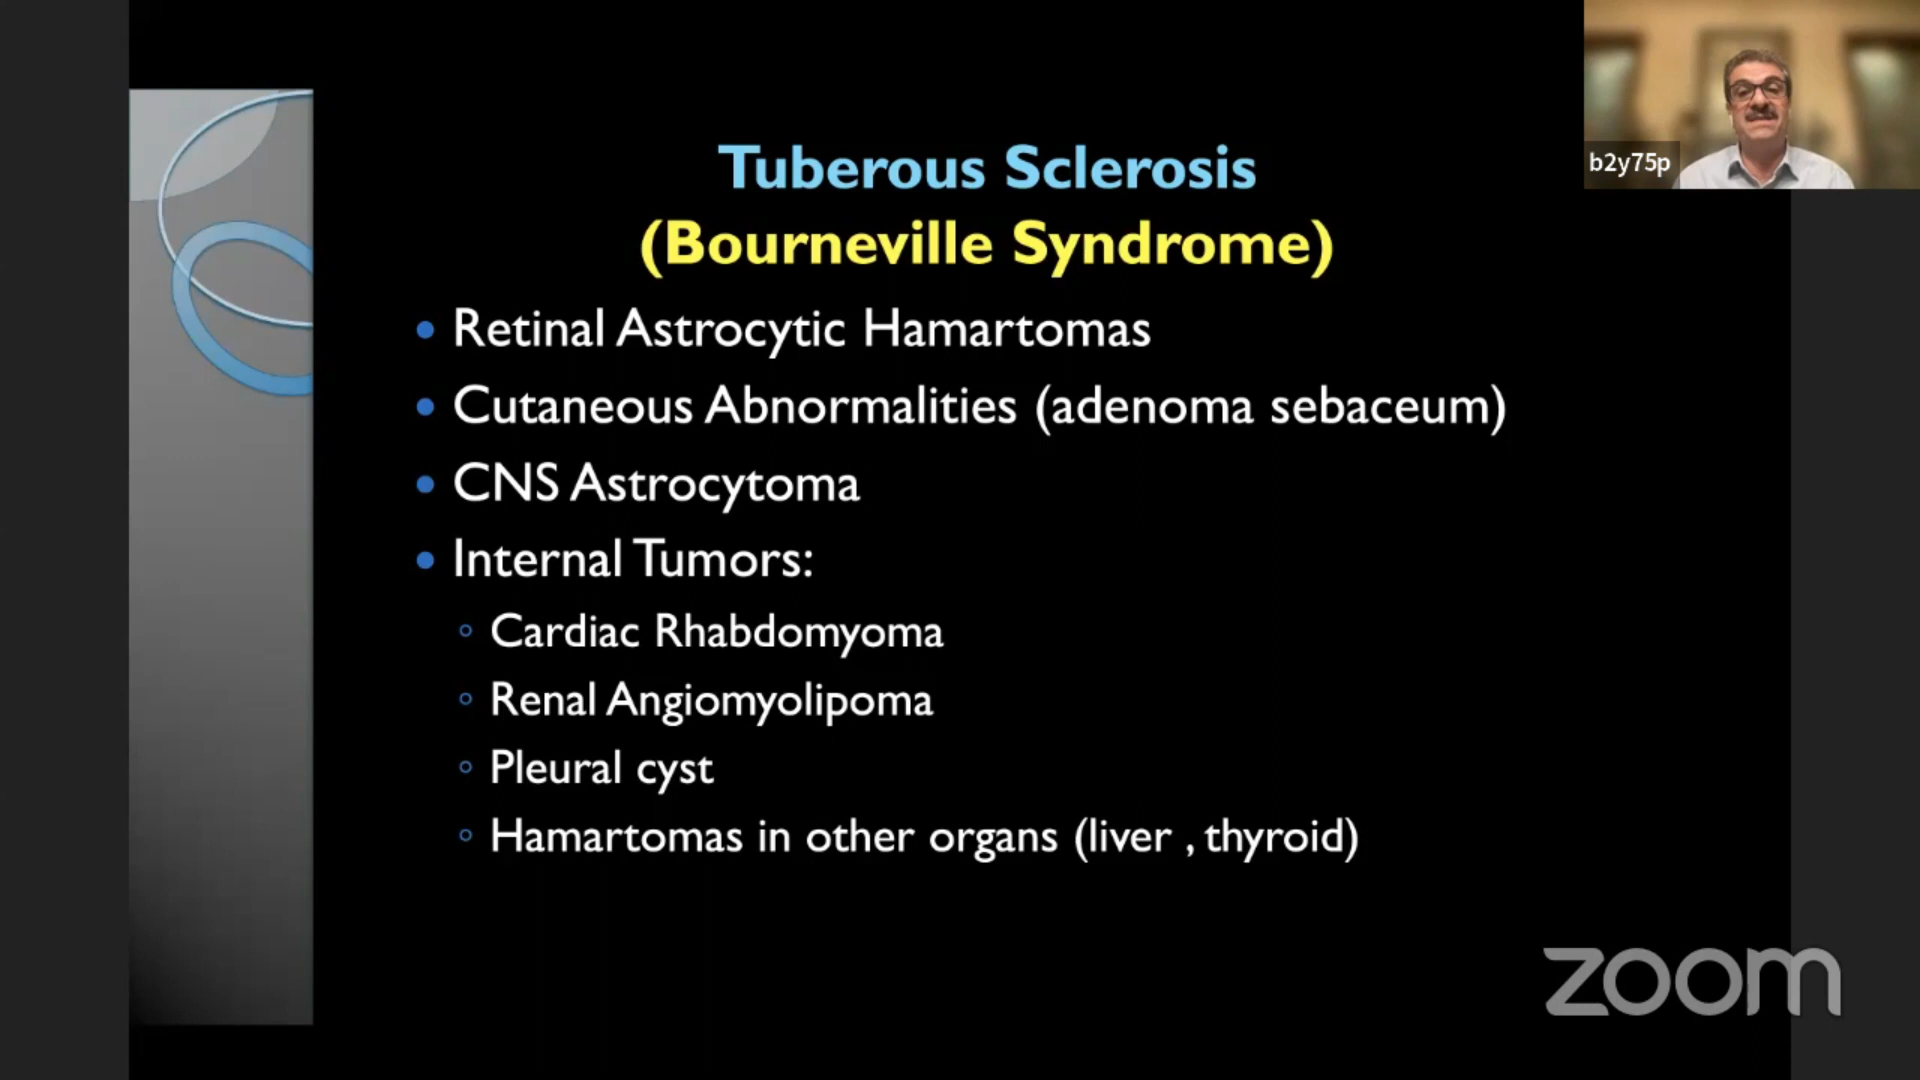 Tuberous Sclerosis
(Bourneville Syndrome)
• Retinal Astrocytic Hamartomas
• Cutaneous Abnormalities (adenoma sebaceum)
• CNS Astrocytoma
• Internal Tumors:
◦ Cardiac Rhabdomyoma
◦ Renal Angiomyolipoma
◦ Pleural cyst
◦ Hamartomas in other organs (liver , thyroid)
b2y75p
zoom